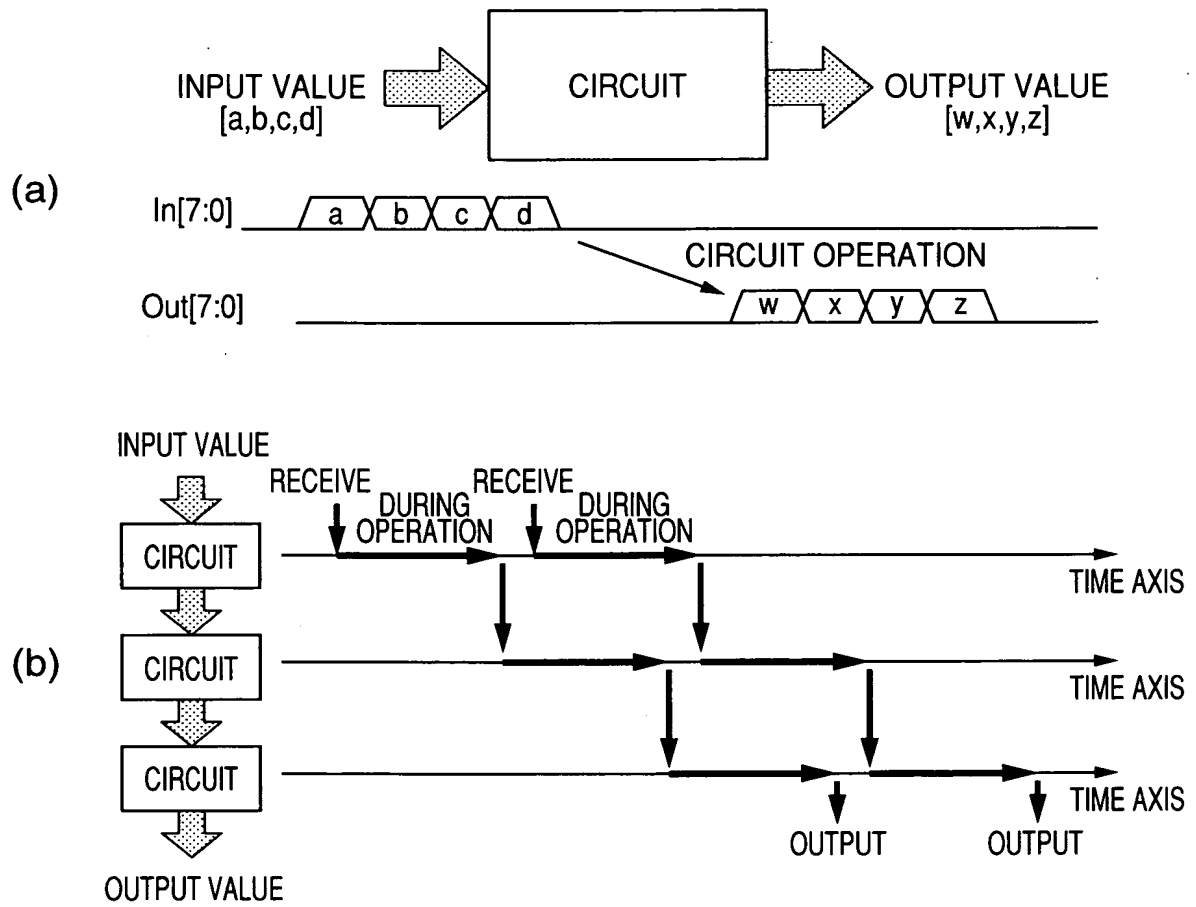 INPUT VALUE
[a,b,c,d]
CIRCUIT
OUTPUT VALUE
[w,x,y,z]
(a)
In[7:0]
a b c d
CIRCUIT OPERATION
Out[7:0]
w x y z
(b)
INPUT VALUE
RECEIVE
DURING
OPERATION
RECEIVE
DURING
OPERATION
CIRCUIT
TIME AXIS
CIRCUIT
TIME AXIS
CIRCUIT
TIME AXIS
OUTPUT
OUTPUT
OUTPUT VALUE